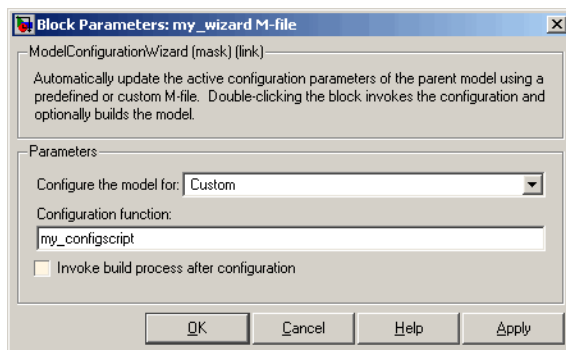 Block Parameters: my_wizard M-file
ModelConfigurationWizard (mask) (link)
Automatically update the active configuration parameters of the parent model using a
predefined or custom M-file. Double-clicking the block invokes the configuration and
optionally builds the model.
Parameters
Configure the model for: Custom
Configuration function:
my_configscript
Invoke build process after configuration
OK Cancel Help Apply